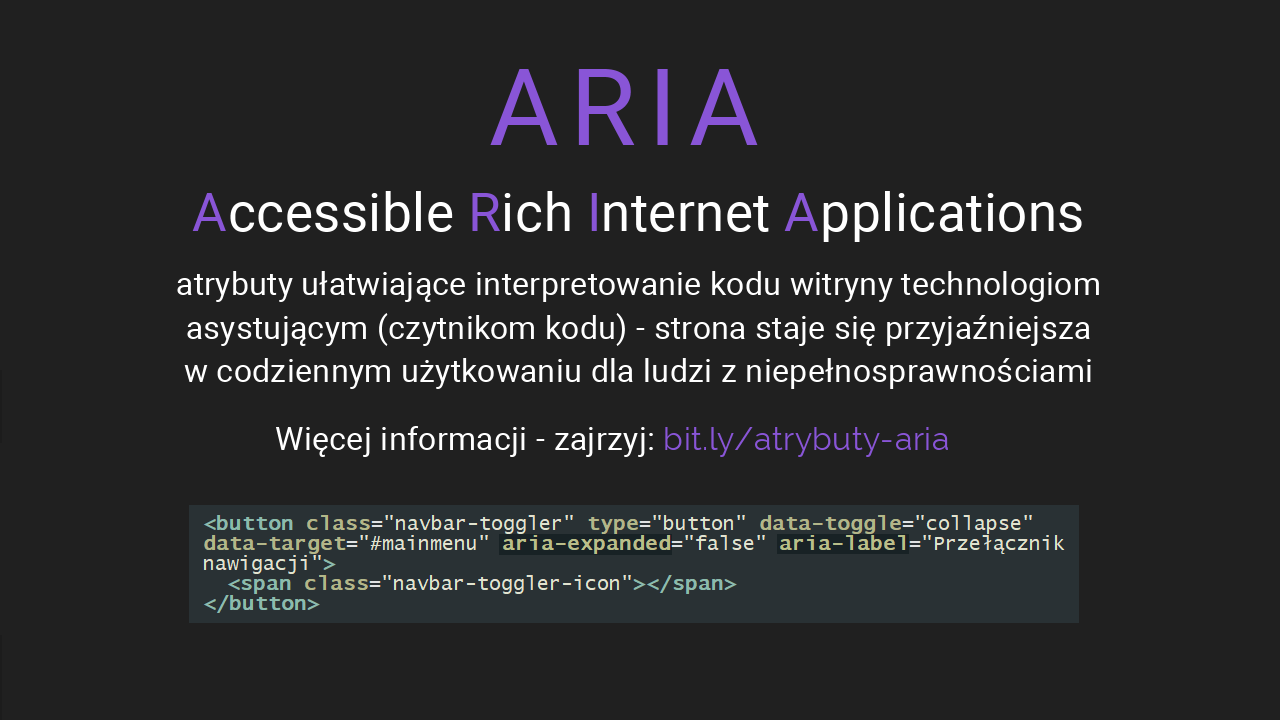 ARIA
Accessible Rich Internet Applications
atrybuty ułatwiające interpretowanie kodu witryny technologiom
asystującym (czytnikom kodu) - strona staje się przyjaźniejsza
w codziennym użytkowaniu dla ludzi z niepełnosprawnościami
Więcej informacji - zajrzyj: bit.ly/atrybuty-aria
<button class="navbar-toggler" type="button" data-toggle="collapse"
data-target="#mainmenu" aria-expanded="false" aria-label="Przełącznik
nawigacji">
  <span class="navbar-toggler-icon"></span>
</button>